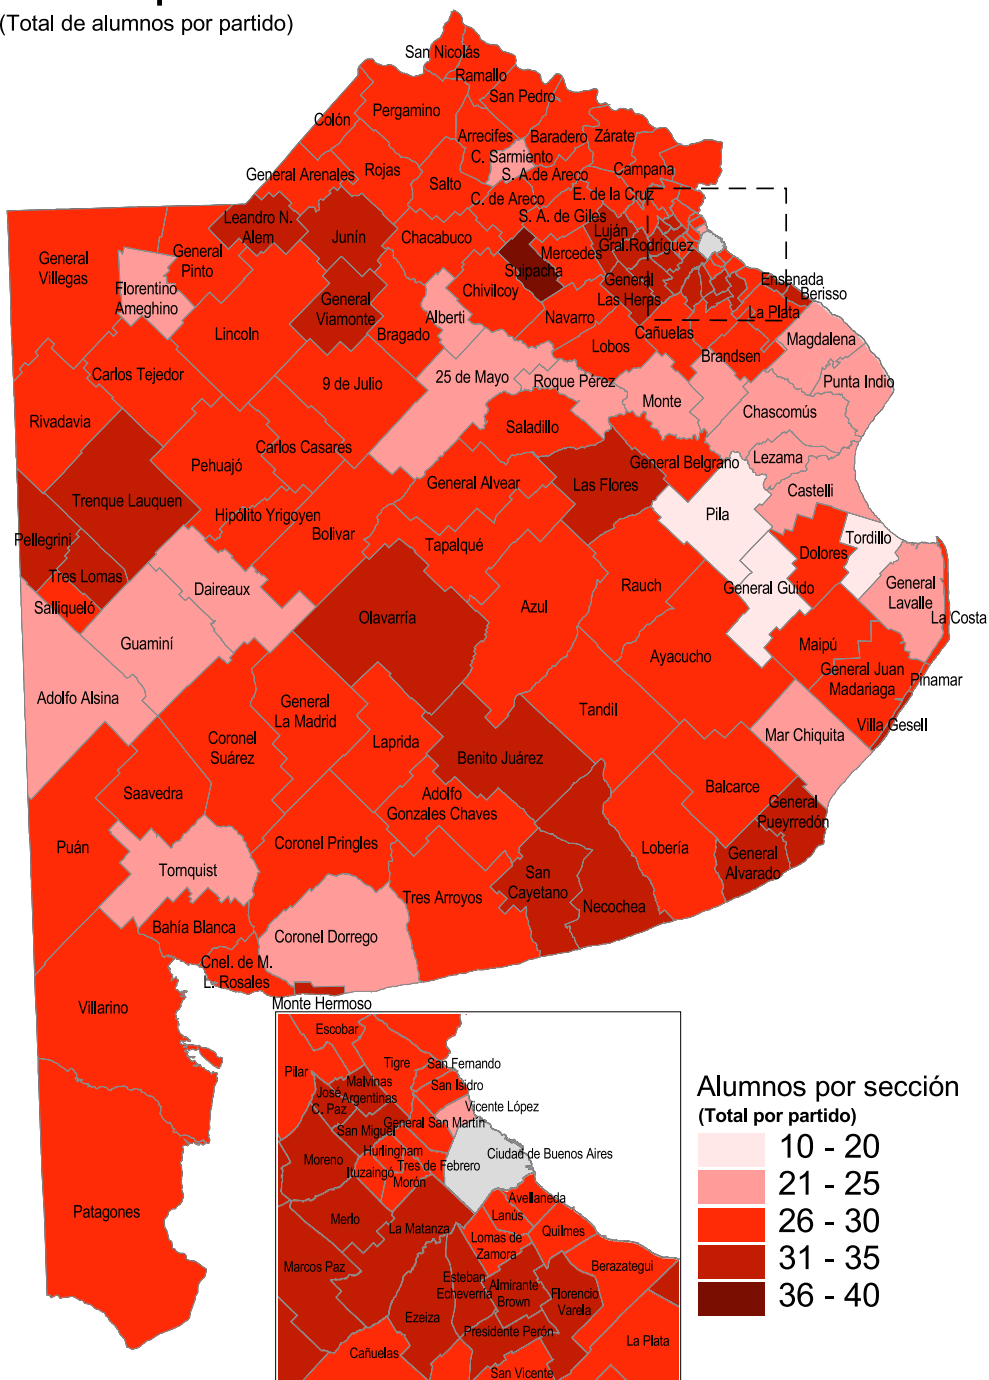 (Total de alumnos por partido)
San Nicolás
Ramallo
San Pedro
Pergamino
Colón
Arrecifes
Baradero
Zárate
C. Sarmiento
General Arenales
Rojas
S. A. de Areco
Campana
Salto
C. de Areco
E. de la Cruz
Leandro N.
Alem
S. A. de Giles
Luján
Junín
Chacabuco
Gral. Rodríguez
Mercedes
General
Villegas
General
Pinto
Suipacha
General
Las Heras
Ensenada
Berisso
Florentino
Ameghino
General
Viamonte
Chivilcoy
Alberti
Navarro
La Plata
Lincoln
Bragado
Lobos
Cañuelas
Magdalena
Brandsen
Carlos Tejedor
9 de Julio
25 de Mayo
Roque Pérez
Punta Indio
Monte
Chascomús
Rivadavia
Saladillo
Carlos Casares
Pehuajó
General Belgrano
Lezama
General Alvear
Las Flores
Castelli
Trenque Lauquen
Hipólito Yrigoyen
Pila
Bolivar
Tordillo
Pellegrini
Tapalqué
Dolores
Tres Lomas
Daireaux
Rauch
General Guido
General
Lavalle
Salliqueló
Azul
Olavarría
La Costa
Guaminí
Maipú
Ayacucho
General Juan
Madariaga
Pinamar
Adolfo Alsina
General
La Madrid
Tandil
Villa Gesell
Mar Chiquita
Coronel
Suárez
Laprida
Benito Juárez
Saavedra
Adolfo
Gonzales Chaves
Balcarce
General
Pueyrredón
Puán
Coronel Pringles
Lobería
General
Alvarado
Tornquist
San
Cayetano
Tres Arroyos
Necochea
Bahía Blanca
Coronel Dorrego
Cnel. de M.
L. Rosales
Monte Hermoso
Villarino
Patagones
Escobar
Pilar
Tigre
San Fernando
San Isidro
Malvinas
Argentinas
José
C. Paz
Vicente López
General San Martín
San Miguel
Hurlingham
Ciudad de Buenos Aires
Moreno
Tres de Febrero
Ituzaingó
Morón
Avellaneda
Merlo
Lanús
La Matanza
Quilmes
Lomas de
Zamora
Marcos Paz
Berazategui
Esteban
Echeverría
Almirante
Brown
Florencio
Varela
Ezeiza
Presidente Perón
La Plata
Cañuelas
San Vicente
Alumnos por sección
(Total por partido)
10 - 20
21 - 25
26 - 30
31 - 35
36 - 40